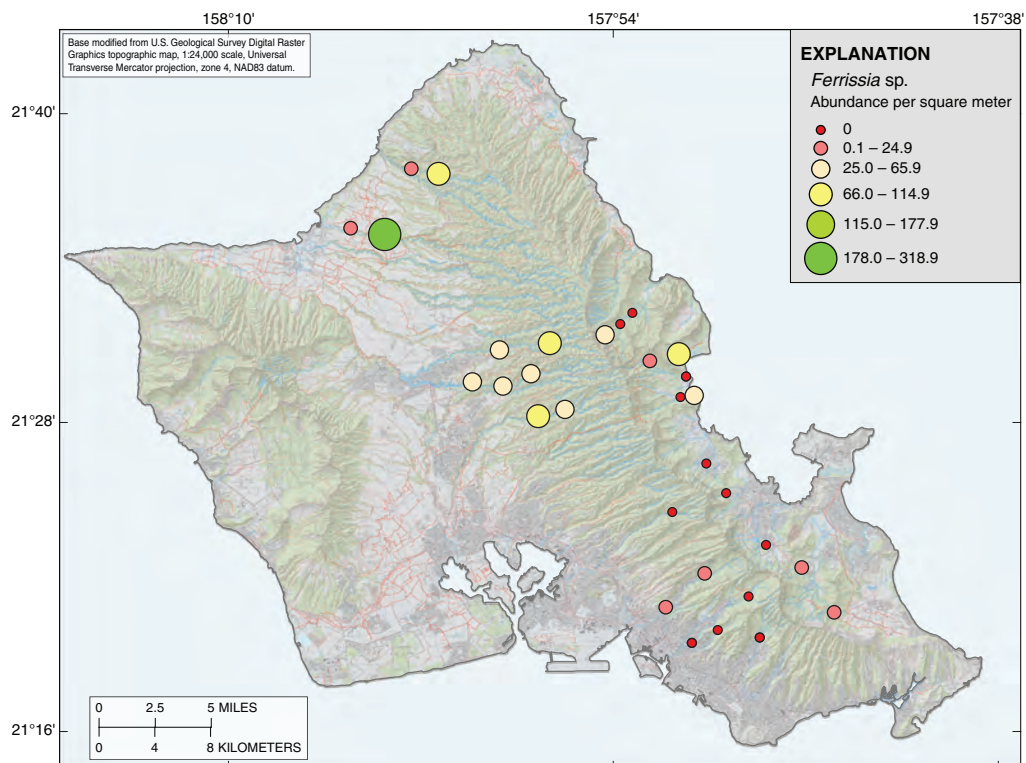 158°10'
157°54'
157°38'
Base modified from U.S. Geological Survey Digital Raster
Graphics topographic map, 1:24,000 scale, Universal
Transverse Mercator projection, zone 4, NAD83 datum.
EXPLANATION
Ferrissia sp.
Abundance per square meter
0
0.1 – 24.9
25.0 – 65.9
66.0 – 114.9
115.0 – 177.9
178.0 – 318.9
21°40'
21°28'
21°16'
0 2.5 5 MILES
0 4 8 KILOMETERS